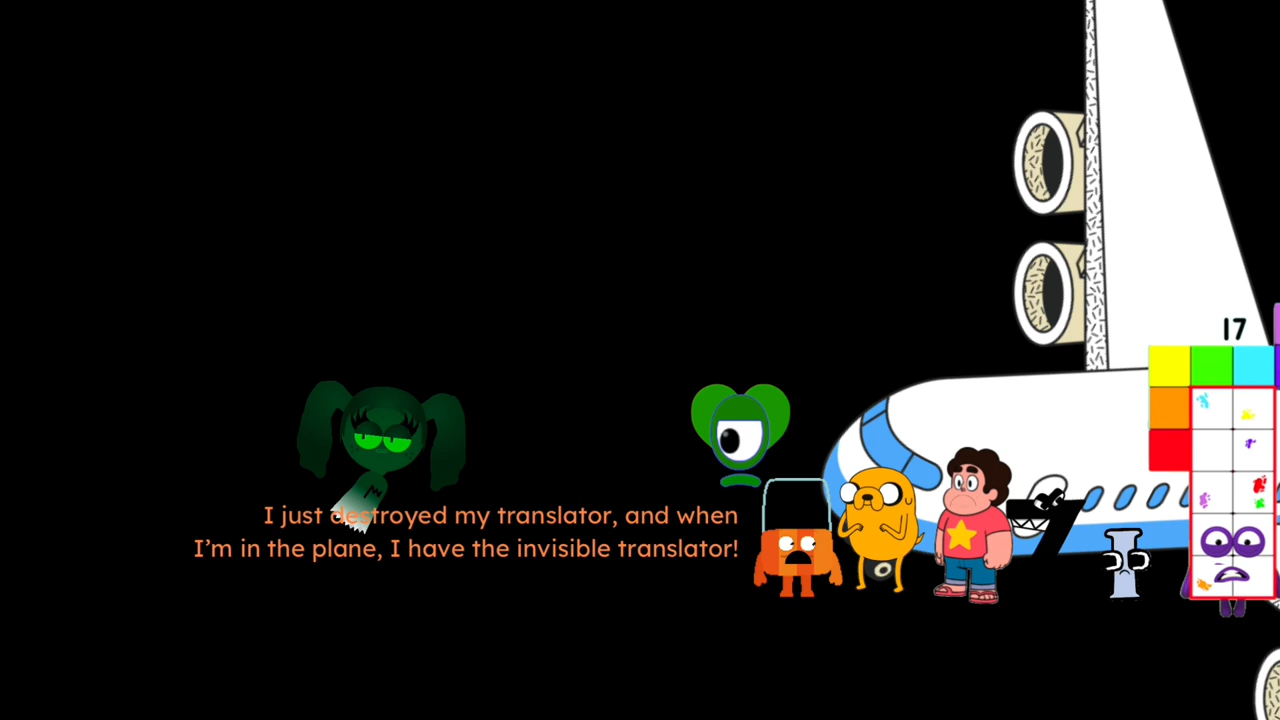 17
I just destroyed my translator, and when
I’m in the plane, I have the invisible translator!